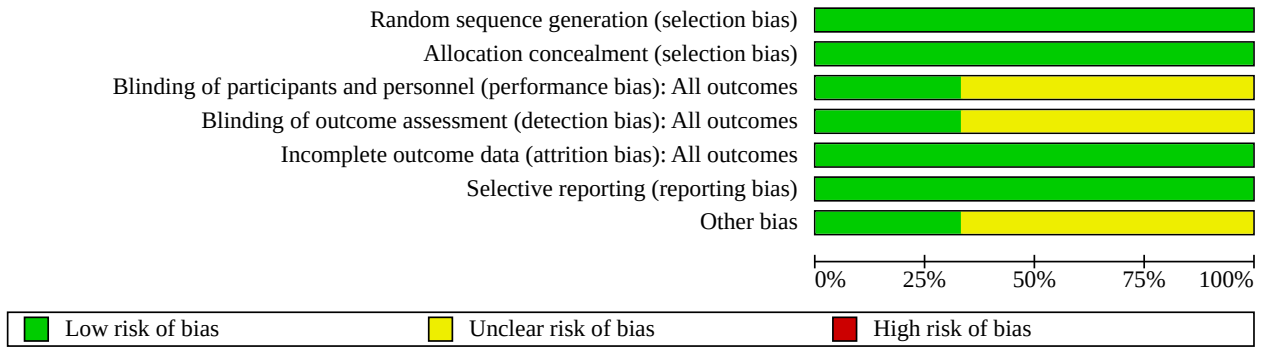 Random sequence generation (selection bias)
Allocation concealment (selection bias)
Blinding of participants and personnel (performance bias): All outcomes
Blinding of outcome assessment (detection bias): All outcomes
Incomplete outcome data (attrition bias): All outcomes
Selective reporting (reporting bias)
Other bias
0% 25% 50% 75% 100%
Low risk of bias Unclear risk of bias High risk of bias